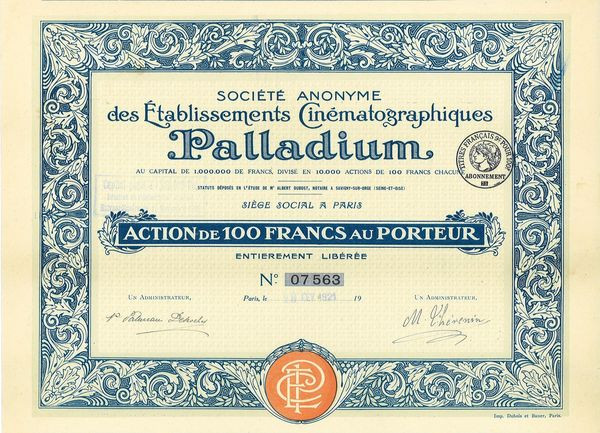 SOCIÉTÉ ANONYME
des Établissements Cinématographiques
Palladium
AU CAPITAL DE 1.000.000 DE FRANCS, DIVISÉ EN 10.000 ACTIONS DE 100 FRANCS CHACUNE
STATUTS DÉPOSÉS EN L'ÉTUDE DE Mᵉ ALBERT DUBOST, NOTAIRE A SAVIGNY-SUR-ORGE (SEINE-ET-OISE)
ABONNEMENT
SIÈGE SOCIAL A PARIS
ACTION DE 100 FRANCS AU PORTEUR
ENTIEREMENT LIBÉRÉE
Nº 07563
UN ADMINISTRATEUR, Paris, le 1921 19 UN ADMINISTRATEUR,
M. Thévenin
Imp. Dubois et Bauer, Paris.